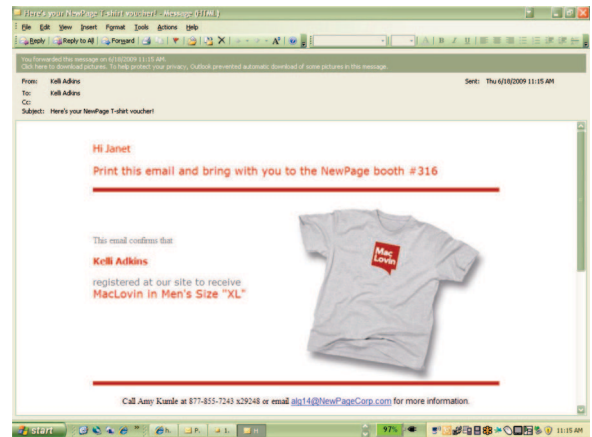 Here's your NewPage T-shirt voucher! - Message (HTML)
File Edit View Insert Format Tools Actions Help
Reply Reply to All Forward
You forwarded this message on 6/18/2009 11:15 AM.
Click here to download pictures. To help protect your privacy, Outlook prevented automatic download of some pictures in this message.
From: Kelli Adkins Sent: Thu 6/18/2009 11:15 AM
To: Kelli Adkins
Cc:
Subject: Here's your NewPage T-shirt voucher!
Hi Janet
Print this email and bring with you to the NewPage booth #316
This email confirms that
Kelli Adkins
registered at our site to receive
MacLovin in Men's Size "XL"
Mac
Lovin
Call Amy Kumle at 877-855-7243 x29248 or email alg14@NewPageCorp.com for more information.
start 97% 11:15 AM